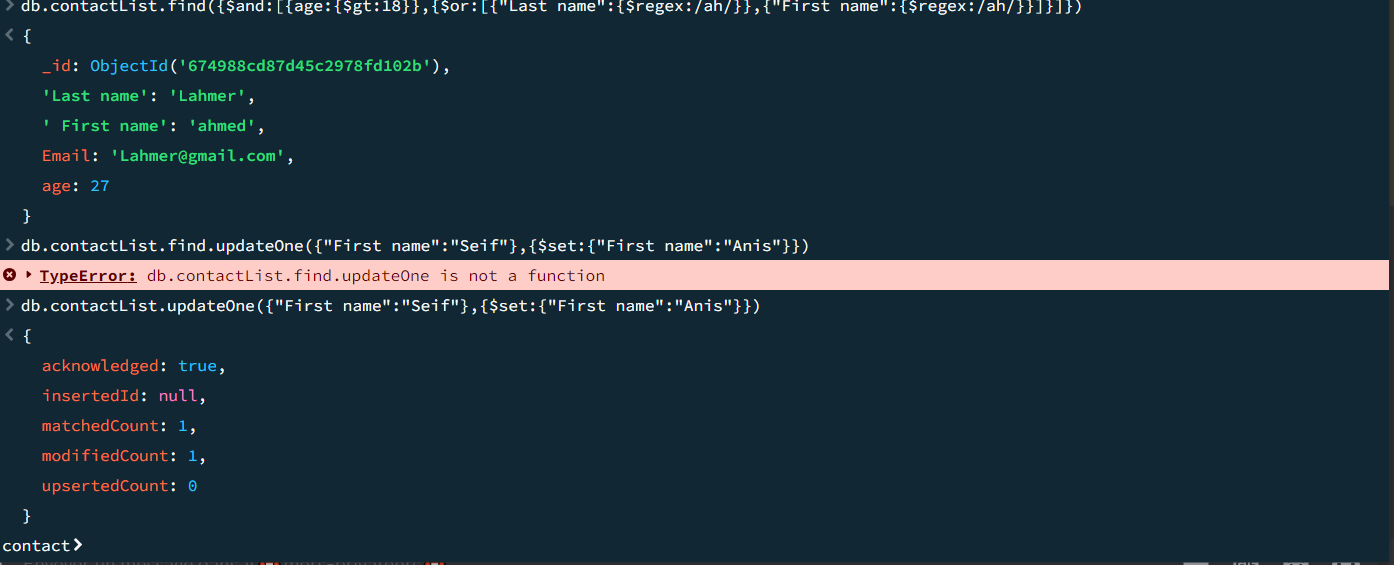 db.contactList.find({$and:[{age:{$gt:18}},{$or:[{"Last name":{$regex:/ah/}},{"First name":{$regex:/ah/}}]}]})
{
_id: ObjectId('674988cd87d45c2978fd102b'),
'Last name': 'Lahmer',
' First name': 'ahmed',
Email: 'Lahmer@gmail.com',
age: 27
}
db.contactList.find.updateOne({"First name":"Seif"},{$set:{"First name":"Anis"}})
TypeError: db.contactList.find.updateOne is not a function
db.contactList.updateOne({"First name":"Seif"},{$set:{"First name":"Anis"}})
{
acknowledged: true,
insertedId: null,
matchedCount: 1,
modifiedCount: 1,
upsertedCount: 0
}
contact>